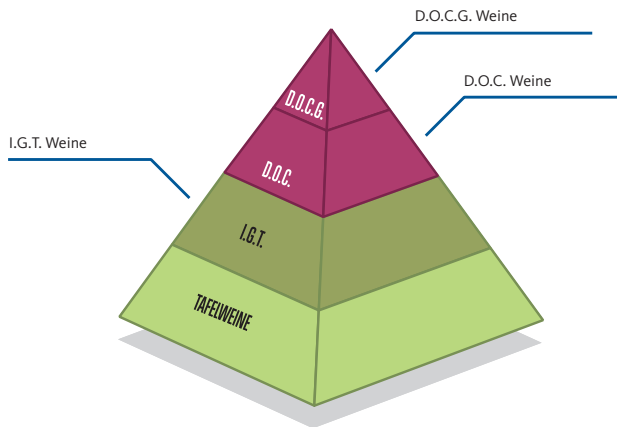 D.O.C.G. Weine
D.O.C. Weine
I.G.T. Weine
D.O.C.G.
D.O.C.
I.G.T.
TAFELWEINE